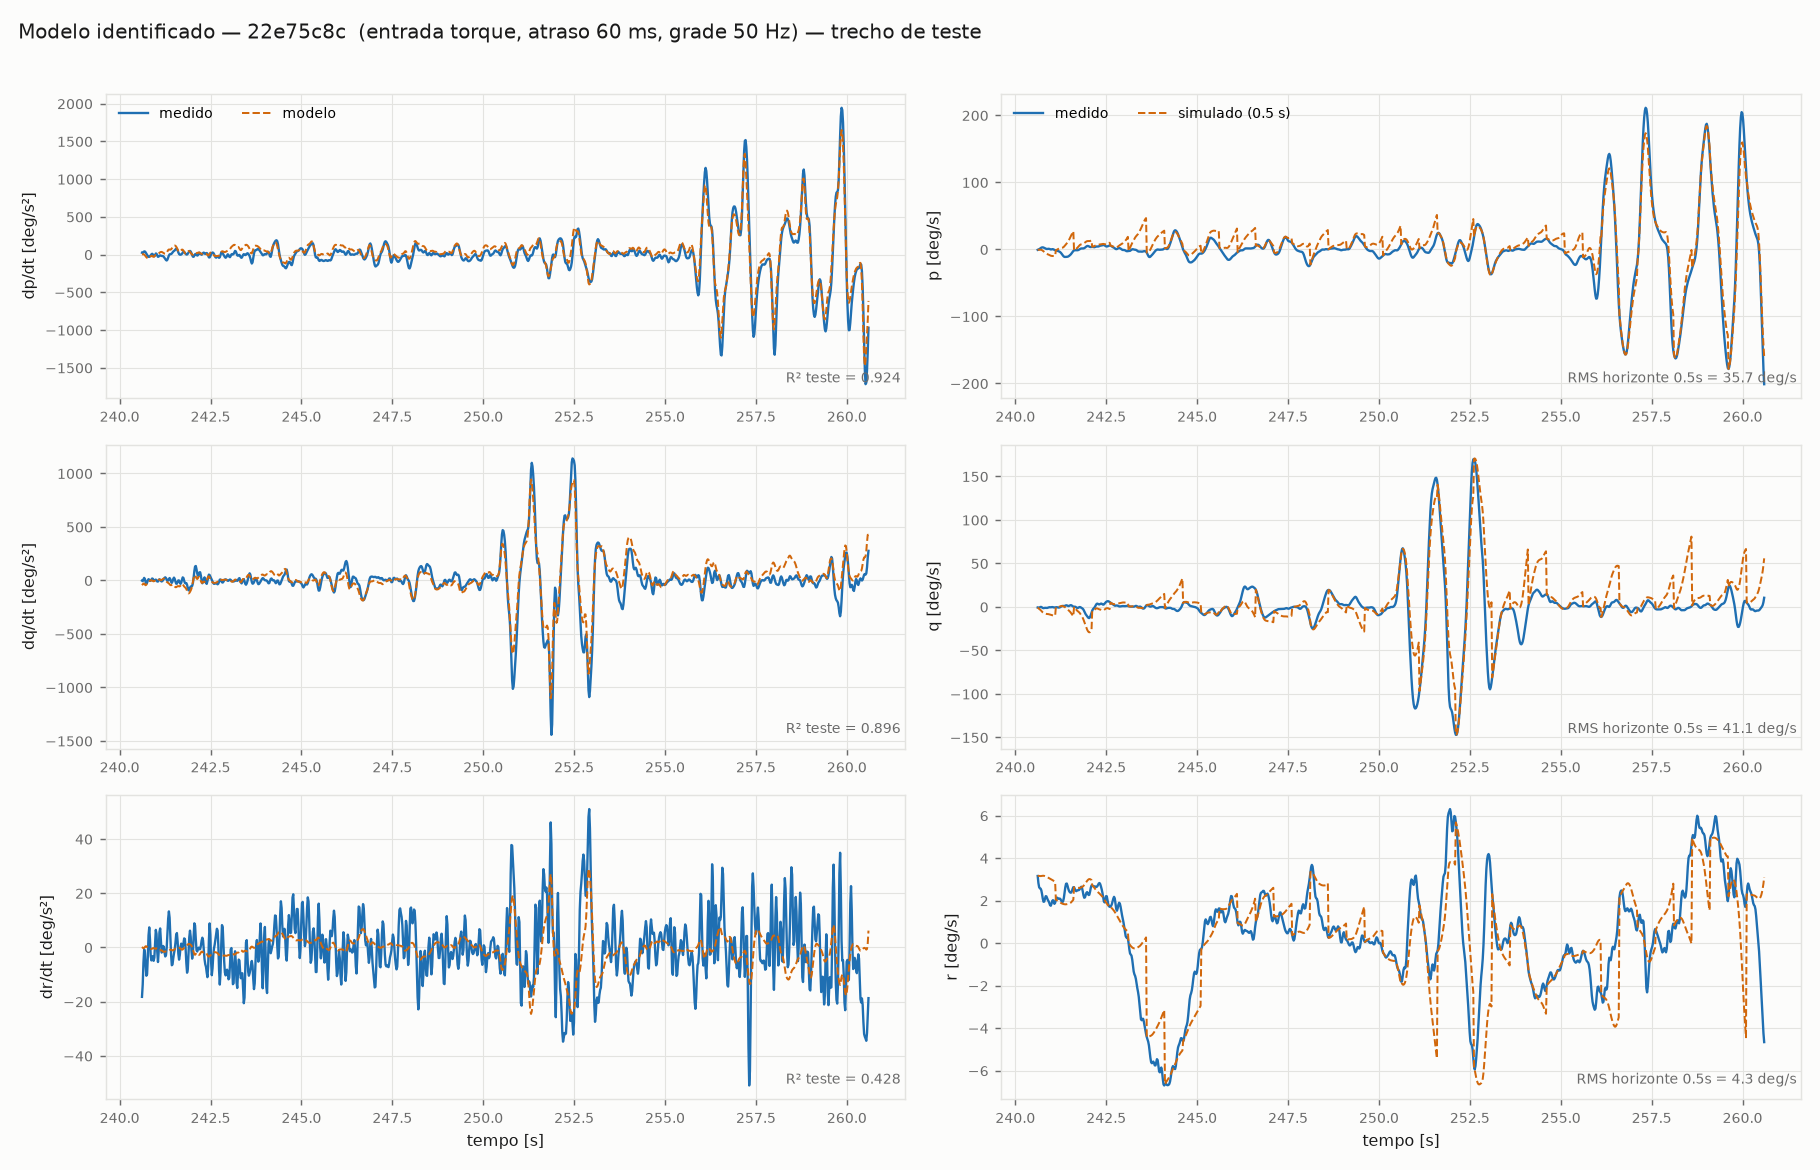 Modelo identificado — 22e75c8c  (entrada torque, atraso 60 ms, grade 50 Hz) — trecho de teste
dp/dt [deg/s²]
2000
1500
1000
500
0
−500
−1000
−1500
medido
modelo
R² teste = 0.924
240.0 242.5 245.0 247.5 250.0 252.5 255.0 257.5 260.0
p [deg/s]
200
100
0
−100
−200
medido
simulado (0.5 s)
RMS horizonte 0.5s = 35.7 deg/s
240.0 242.5 245.0 247.5 250.0 252.5 255.0 257.5 260.0
dq/dt [deg/s²]
1000
500
0
−500
−1000
−1500
R² teste = 0.896
240.0 242.5 245.0 247.5 250.0 252.5 255.0 257.5 260.0
q [deg/s]
150
100
50
0
−50
−100
−150
RMS horizonte 0.5s = 41.1 deg/s
240.0 242.5 245.0 247.5 250.0 252.5 255.0 257.5 260.0
dr/dt [deg/s²]
40
20
0
−20
−40
R² teste = 0.428
240.0 242.5 245.0 247.5 250.0 252.5 255.0 257.5 260.0
tempo [s]
r [deg/s]
6
4
2
0
−2
−4
−6
RMS horizonte 0.5s = 4.3 deg/s
240.0 242.5 245.0 247.5 250.0 252.5 255.0 257.5 260.0
tempo [s]